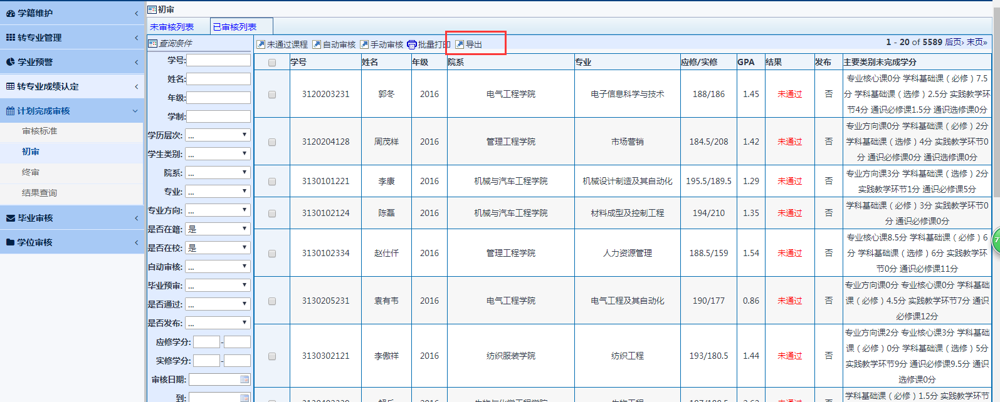 学籍维护
转专业管理
学业预警
转专业成绩认定
计划完成审核
审核标准
初审
终审
结果查询
毕业审核
学位审核
初审
未审核列表 已审核列表
查询条件
学号:
姓名:
年级:
学制:
学历层次: ...
学生类别: ...
院系: ...
专业: ...
专业方向: ...
是否在籍: 是
是否在校: 是
自动审核: ...
毕业预审: ...
是否通过: ...
是否发布: ...
应修学分: -
实修学分: -
审核日期:
到:
未通过课程 自动审核 手动审核 批量打印 导出 1 - 20 of 5589 后页› 末页»
学号 姓名 年级 院系 专业 应修/实修 GPA 结果 发布 主要类别未完成学分
3120203231 郭冬 2016 电气工程学院 电子信息科学与技术 188/186 1.45 未通过 否 专业核心课0分 学科基础课（必修）7.5
分 学科基础课（选修）2.5分 实践教学环
节4分 通识必修课1.5分 通识选修课0分
3120204128 周茂样 2016 管理工程学院 市场营销 184.5/208 1.42 未通过 否 专业方向课0分 学科基础课（必修）2分
学科基础课（选修）4分 实践教学环节0
分 通识必修课0分 通识选修课0分
3130101221 李康 2016 机械与汽车工程学院 机械设计制造及其自动化 195.5/189.5 1.29 未通过 否 专业方向课3分 学科基础课（选修）2分
实践教学环节1分 通识必修课5分
3130102124 陈磊 2016 机械与汽车工程学院 材料成型及控制工程 194/210 1.35 未通过 否 学科基础课（必修）3分 实践教学环节0
分 通识必修课0分
3130102334 赵仕仟 2016 管理工程学院 人力资源管理 188.5/159 1.54 未通过 否 专业核心课8.5分 学科基础课（必修）6
分 学科基础课（选修）6分 实践教学环
节0分 通识必修课11分
3130205231 袁有韦 2016 电气工程学院 电气工程及其自动化 190/177 0.86 未通过 否 专业方向课0分 专业核心课0分 学科基础
课（必修）4.5分 实践教学环节7分 通识
必修课12分
3130302121 李傲祥 2016 纺织服装学院 纺织工程 193/180.5 1.44 未通过 否 专业方向课2分 专业核心课3分 学科基础
课（必修）0分 学科基础课（选修）5分
实践教学环节9分 通识必修课9.5分 通识
选修课0分
学科基础课（必修）1.5分 实践教学环节